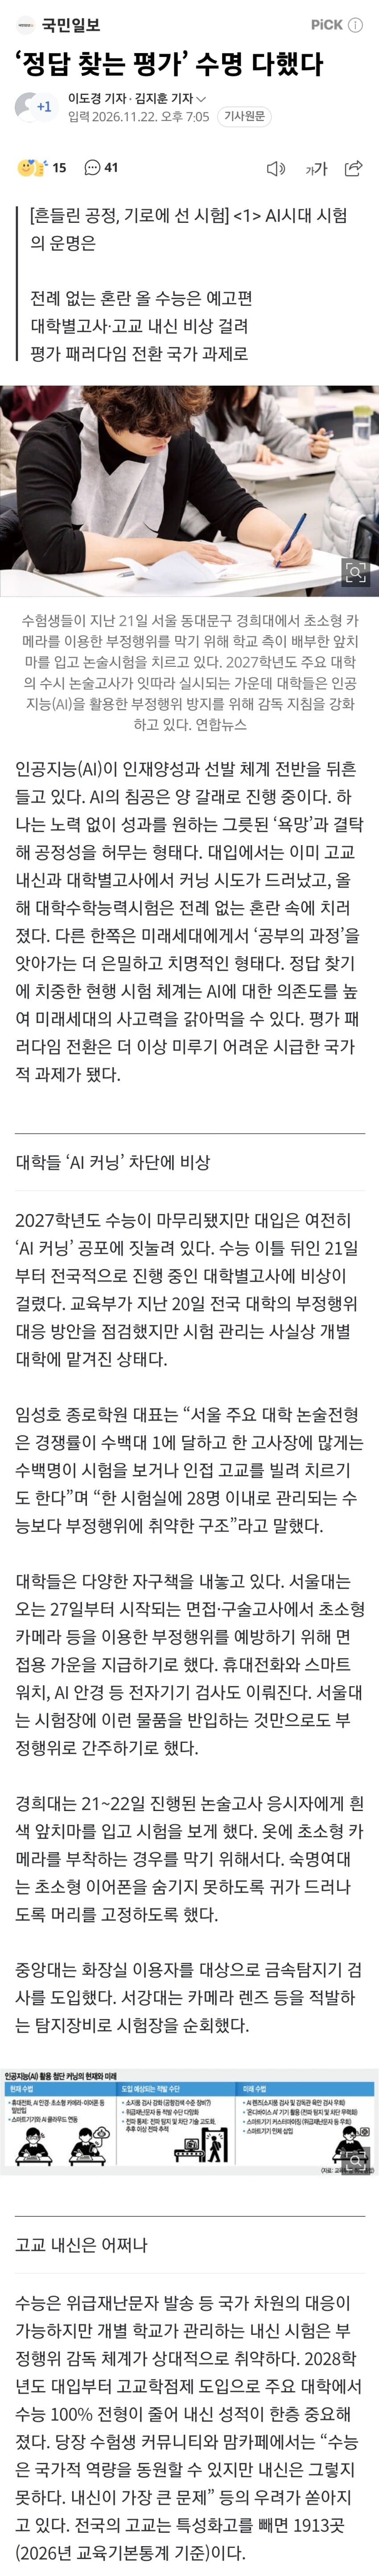 국민일보
PiCK
‘정답 찾는 평가’ 수명 다했다
+1
이도경 기자 · 김지훈 기자
입력 2026.11.22. 오후 7:05
기사원문
15
41
가가
[흔들린 공정, 기로에 선 시험] <1> AI시대 시험
의 운명은
전례 없는 혼란 올 수능은 예고편
대학별고사·고교 내신 비상 걸려
평가 패러다임 전환 국가 과제로
수험생들이 지난 21일 서울 동대문구 경희대에서 초소형 카
메라를 이용한 부정행위를 막기 위해 학교 측이 배부한 앞치
마를 입고 논술시험을 치르고 있다. 2027학년도 주요 대학
의 수시 논술고사가 잇따라 실시되는 가운데 대학들은 인공
지능(AI)을 활용한 부정행위 방지를 위해 감독 지침을 강화
하고 있다. 연합뉴스
인공지능(AI)이 인재양성과 선발 체계 전반을 뒤흔
들고 있다. AI의 침공은 양 갈래로 진행 중이다. 하
나는 노력 없이 성과를 원하는 그릇된 ‘욕망’과 결탁
해 공정성을 허무는 형태다. 대입에서는 이미 고교
내신과 대학별고사에서 커닝 시도가 드러났고, 올
해 대학수학능력시험은 전례 없는 혼란 속에 치러
졌다. 다른 한쪽은 미래세대에게서 ‘공부의 과정’을
앗아가는 더 은밀하고 치명적인 형태다. 정답 찾기
에 치중한 현행 시험 체계는 AI에 대한 의존도를 높
여 미래세대의 사고력을 갉아먹을 수 있다. 평가 패
러다임 전환은 더 이상 미루기 어려운 시급한 국가
적 과제가 됐다.
대학들 ‘AI 커닝’ 차단에 비상
2027학년도 수능이 마무리됐지만 대입은 여전히
‘AI 커닝’ 공포에 짓눌려 있다. 수능 이틀 뒤인 21일
부터 전국적으로 진행 중인 대학별고사에 비상이
걸렸다. 교육부가 지난 20일 전국 대학의 부정행위
대응 방안을 점검했지만 시험 관리는 사실상 개별
대학에 맡겨진 상태다.
임성호 종로학원 대표는 “서울 주요 대학 논술전형
은 경쟁률이 수백대 1에 달하고 한 고사장에 많게는
수백명이 시험을 보거나 인접 고교를 빌려 치르기
도 한다”며 “한 시험실에 28명 이내로 관리되는 수
능보다 부정행위에 취약한 구조”라고 말했다.
대학들은 다양한 자구책을 내놓고 있다. 서울대는
오는 27일부터 시작되는 면접·구술고사에서 초소형
카메라 등을 이용한 부정행위를 예방하기 위해 면
접용 가운을 지급하기로 했다. 휴대전화와 스마트
워치, AI 안경 등 전자기기 검사도 이뤄진다. 서울대
는 시험장에 이런 물품을 반입하는 것만으로도 부
정행위로 간주하기로 했다.
경희대는 21~22일 진행된 논술고사 응시자에게 흰
색 앞치마를 입고 시험을 보게 했다. 옷에 초소형 카
메라를 부착하는 경우를 막기 위해서다. 숙명여대
는 초소형 이어폰을 숨기지 못하도록 귀가 드러나
도록 머리를 고정하도록 했다.
중앙대는 화장실 이용자를 대상으로 금속탐지기 검
사를 도입했다. 서강대는 카메라 렌즈 등을 적발하
는 탐지장비로 시험장을 순회했다.
인공지능(AI) 활용 첨단 커닝의 현재와 미래
현재 수법
도입 예상되는 적발 수단
미래 수법
고교 내신은 어쩌나
수능은 위급재난문자 발송 등 국가 차원의 대응이
가능하지만 개별 학교가 관리하는 내신 시험은 부
정행위 감독 체계가 상대적으로 취약하다. 2028학
년도 대입부터 고교학점제 도입으로 주요 대학에서
수능 100% 전형이 줄어 내신 성적이 한층 중요해
졌다. 당장 수험생 커뮤니티와 맘카페에서는 “수능
은 국가적 역량을 동원할 수 있지만 내신은 그렇지
못하다. 내신이 가장 큰 문제” 등의 우려가 쏟아지
고 있다. 전국의 고교는 특성화고를 빼면 1913곳
(2026년 교육기본통계 기준)이다.